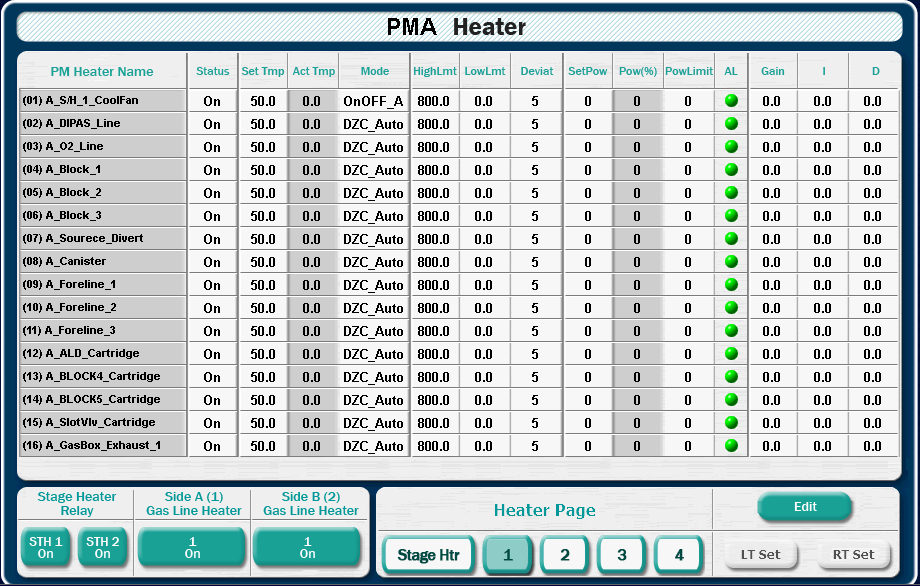 PMA Heater
PM Heater Name Status Set Tmp Act Tmp Mode HighLmt LowLmt Deviat SetPow Pow(%) PowLimit AL Gain I D
(01) A_S/H_1_CoolFan On 50.0 0.0 OnOFF_A 800.0 0.0 5 0 0 0 0.0 0.0 0.0
(02) A_DIPAS_Line On 50.0 0.0 DZC_Auto 800.0 0.0 5 0 0 0 0.0 0.0 0.0
(03) A_O2_Line On 50.0 0.0 DZC_Auto 800.0 0.0 5 0 0 0 0.0 0.0 0.0
(04) A_Block_1 On 50.0 0.0 DZC_Auto 800.0 0.0 5 0 0 0 0.0 0.0 0.0
(05) A_Block_2 On 50.0 0.0 DZC_Auto 800.0 0.0 5 0 0 0 0.0 0.0 0.0
(06) A_Block_3 On 50.0 0.0 DZC_Auto 800.0 0.0 5 0 0 0 0.0 0.0 0.0
(07) A_Sourece_Divert On 50.0 0.0 DZC_Auto 800.0 0.0 5 0 0 0 0.0 0.0 0.0
(08) A_Canister On 50.0 0.0 DZC_Auto 800.0 0.0 5 0 0 0 0.0 0.0 0.0
(09) A_Foreline_1 On 50.0 0.0 DZC_Auto 800.0 0.0 5 0 0 0 0.0 0.0 0.0
(10) A_Foreline_2 On 50.0 0.0 DZC_Auto 800.0 0.0 5 0 0 0 0.0 0.0 0.0
(11) A_Foreline_3 On 50.0 0.0 DZC_Auto 800.0 0.0 5 0 0 0 0.0 0.0 0.0
(12) A_ALD_Cartridge On 50.0 0.0 DZC_Auto 800.0 0.0 5 0 0 0 0.0 0.0 0.0
(13) A_BLOCK4_Cartridge On 50.0 0.0 DZC_Auto 800.0 0.0 5 0 0 0 0.0 0.0 0.0
(14) A_BLOCK5_Cartridge On 50.0 0.0 DZC_Auto 800.0 0.0 5 0 0 0 0.0 0.0 0.0
(15) A_SlotVlv_Cartridge On 50.0 0.0 DZC_Auto 800.0 0.0 5 0 0 0 0.0 0.0 0.0
(16) A_GasBox_Exhaust_1 On 50.0 0.0 DZC_Auto 800.0 0.0 5 0 0 0 0.0 0.0 0.0
Stage Heater
Relay
STH 1
On
STH 2
On
Side A (1)
Gas Line Heater
1
On
Side B (2)
Gas Line Heater
1
On
Heater Page
Edit
Stage Htr 1 2 3 4
LT Set RT Set